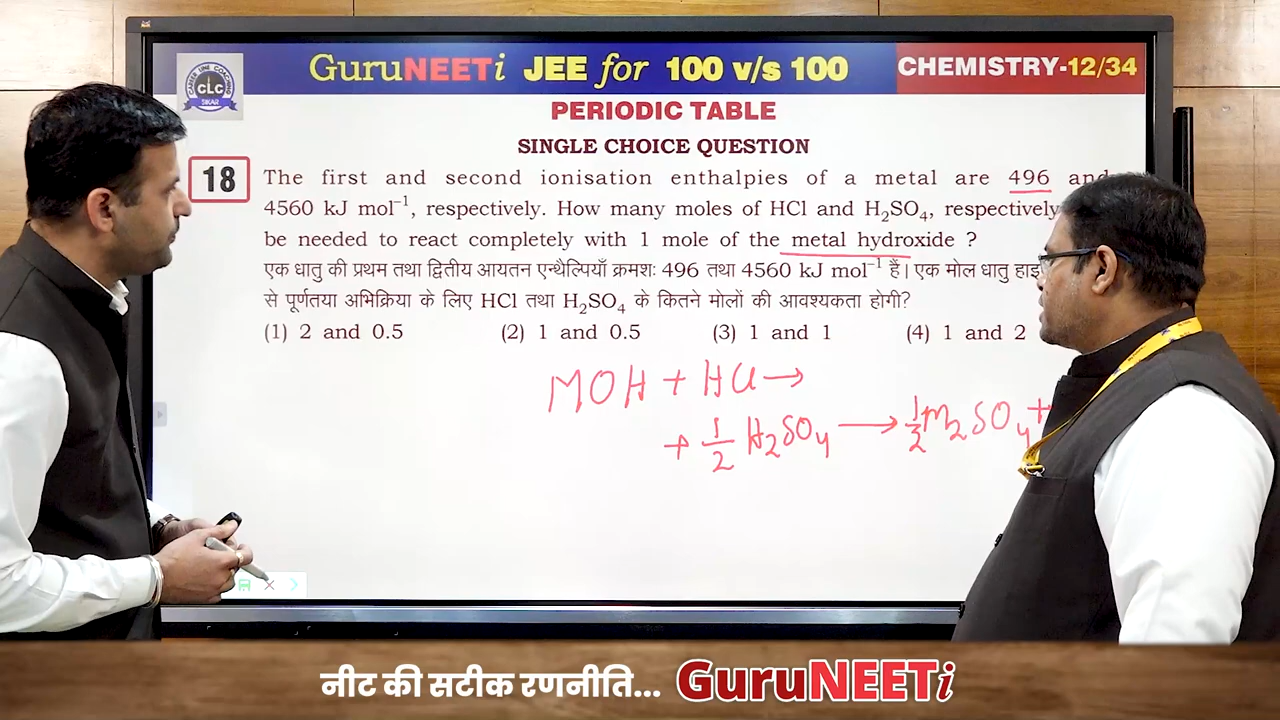 CAREER LINE COACHING
CLC
SIKAR
GuruNEETi JEE for 100 v/s 100
CHEMISTRY-12/34
PERIODIC TABLE
SINGLE CHOICE QUESTION
18
The first and second ionisation enthalpies of a metal are 496 and
4560 kJ mol⁻¹, respectively. How many moles of HCl and H₂SO₄, respectively
be needed to react completely with 1 mole of the metal hydroxide ?
एक धातु की प्रथम तथा द्वितीय आयतन एन्थैल्पियाँ क्रमशः 496 तथा 4560 kJ mol⁻¹ हैं। एक मोल धातु हाइ
से पूर्णतया अभिक्रिया के लिए HCl तथा H₂SO₄ के कितने मोलों की आवश्यकता होगी?
(1) 2 and 0.5 (2) 1 and 0.5 (3) 1 and 1 (4) 1 and 2
MOH + HCl →
+ 1/2 H₂SO₄ → 1/2 M₂SO₄ +
नीट की सटीक रणनीति... GuruNEETi